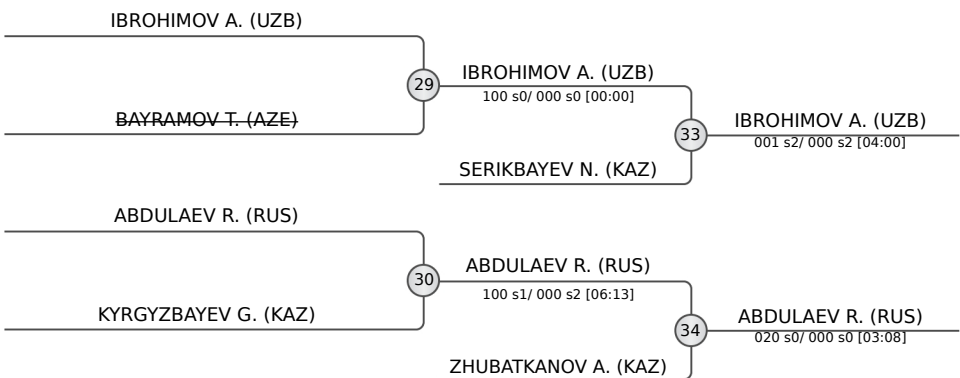 IBROHIMOV A. (UZB)
29
IBROHIMOV A. (UZB)
100 s0/ 000 s0 [00:00]
BAYRAMOV T. (AZE)
33
IBROHIMOV A. (UZB)
001 s2/ 000 s2 [04:00]
SERIKBAYEV N. (KAZ)
ABDULAEV R. (RUS)
30
ABDULAEV R. (RUS)
100 s1/ 000 s2 [06:13]
KYRGYZBAYEV G. (KAZ)
34
ABDULAEV R. (RUS)
020 s0/ 000 s0 [03:08]
ZHUBATKANOV A. (KAZ)